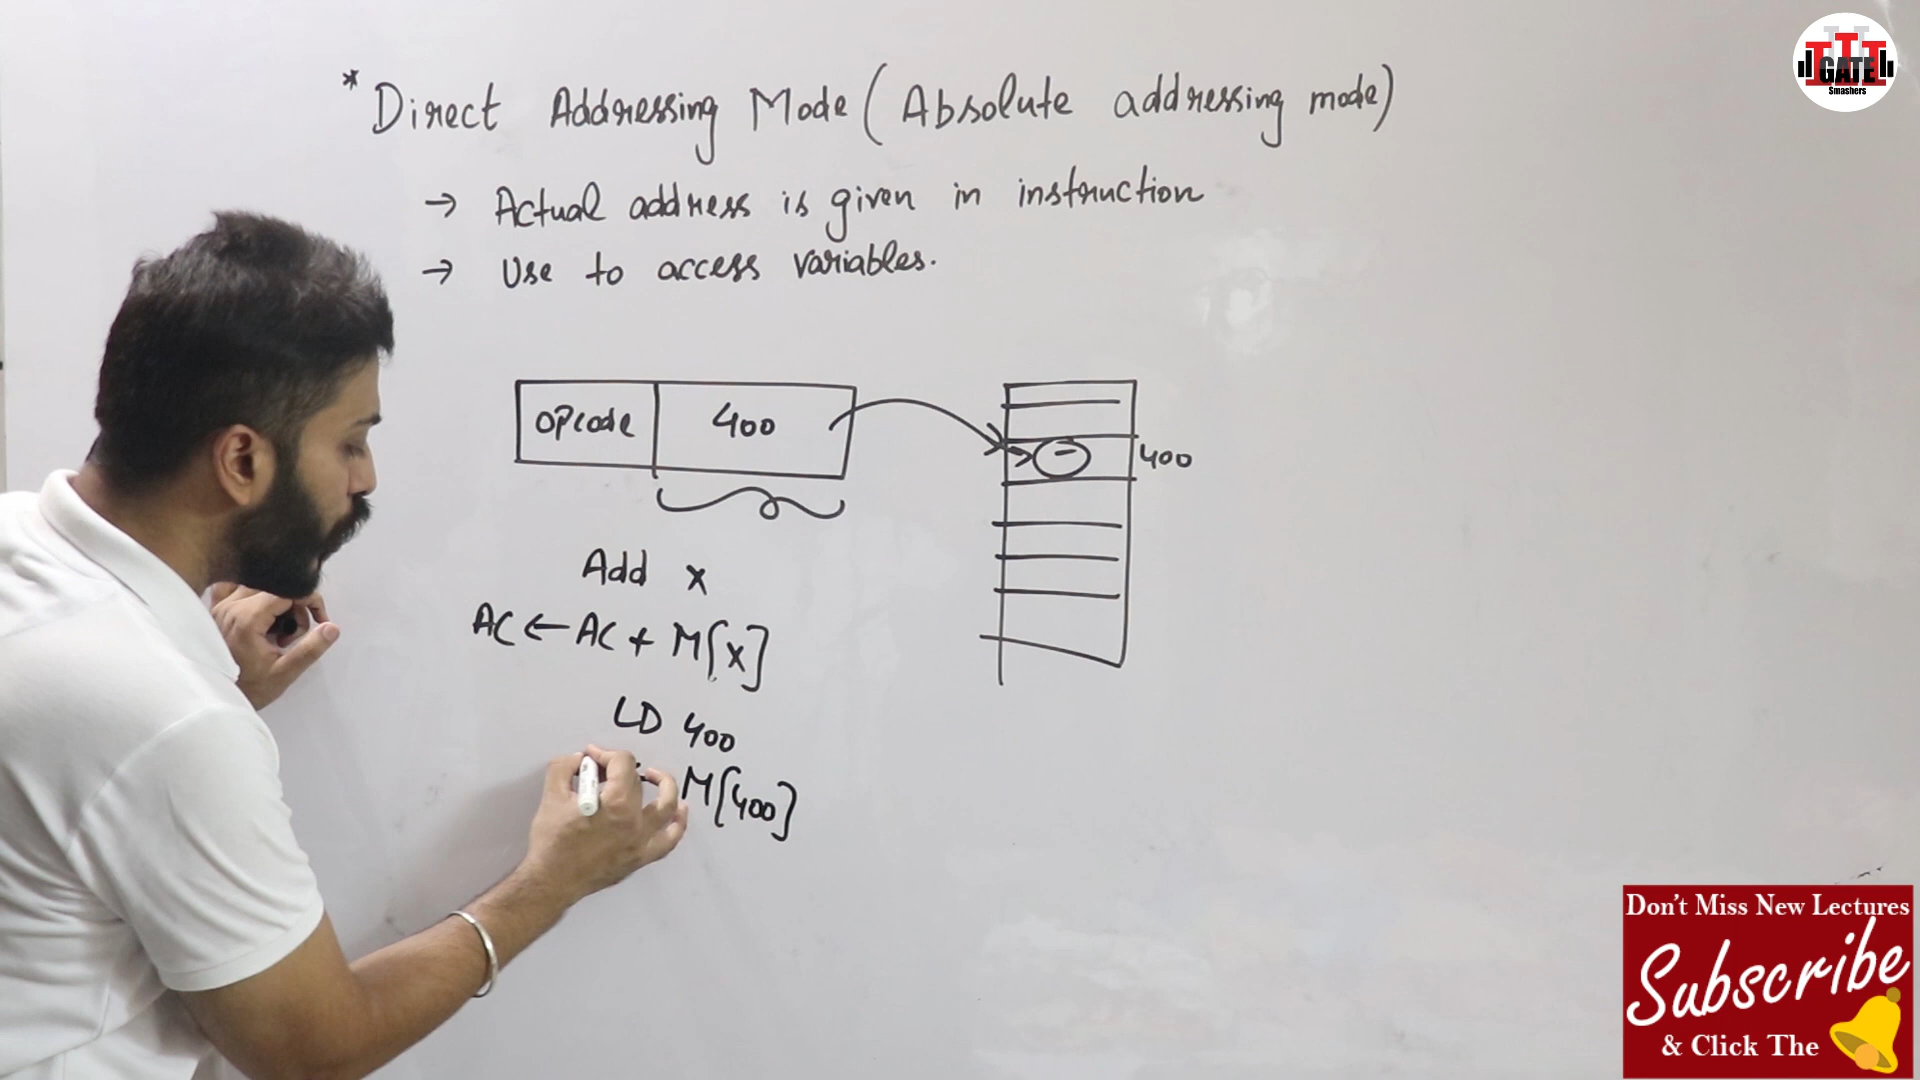 * Direct Addressing Mode (Absolute addressing mode)
→ Actual address is given in instruction
→ Use to access variables.
opcode 400
400
Add X
AC ← AC + M[X]
LD 400
← M[400]
GATE
Smashers
Don't Miss New Lectures
Subscribe
& Click The